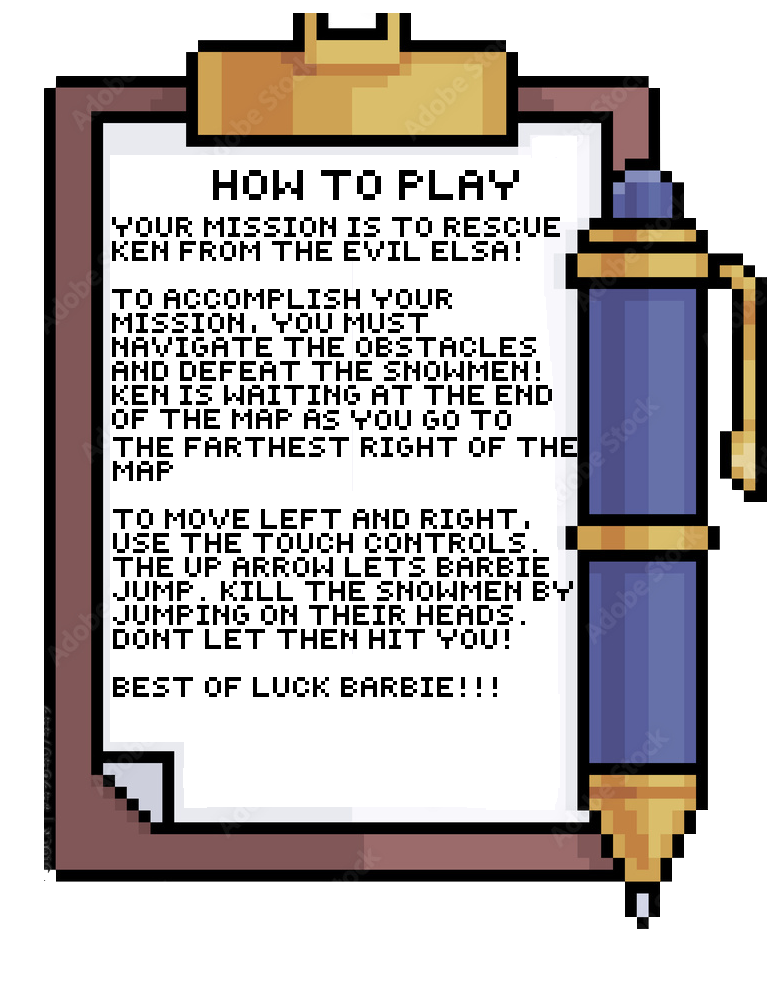 HOW TO PLAY
YOUR MISSION IS TO RESCUE
KEN FROM THE EVIL ELSA!
TO ACCOMPLISH YOUR
MISSION, YOU MUST
NAVIGATE THE OBSTACLES
AND DEFEAT THE SNOWMEN!
KEN IS WAITING AT THE END
OF THE MAP AS YOU GO TO
THE FARTHEST RIGHT OF THE
MAP
TO MOVE LEFT AND RIGHT,
USE THE TOUCH CONTROLS.
THE UP ARROW LETS BARBIE
JUMP. KILL THE SNOWMEN BY
JUMPING ON THEIR HEADS.
DONT LET THEN HIT YOU!
BEST OF LUCK BARBIE!!!
Adobe Stock